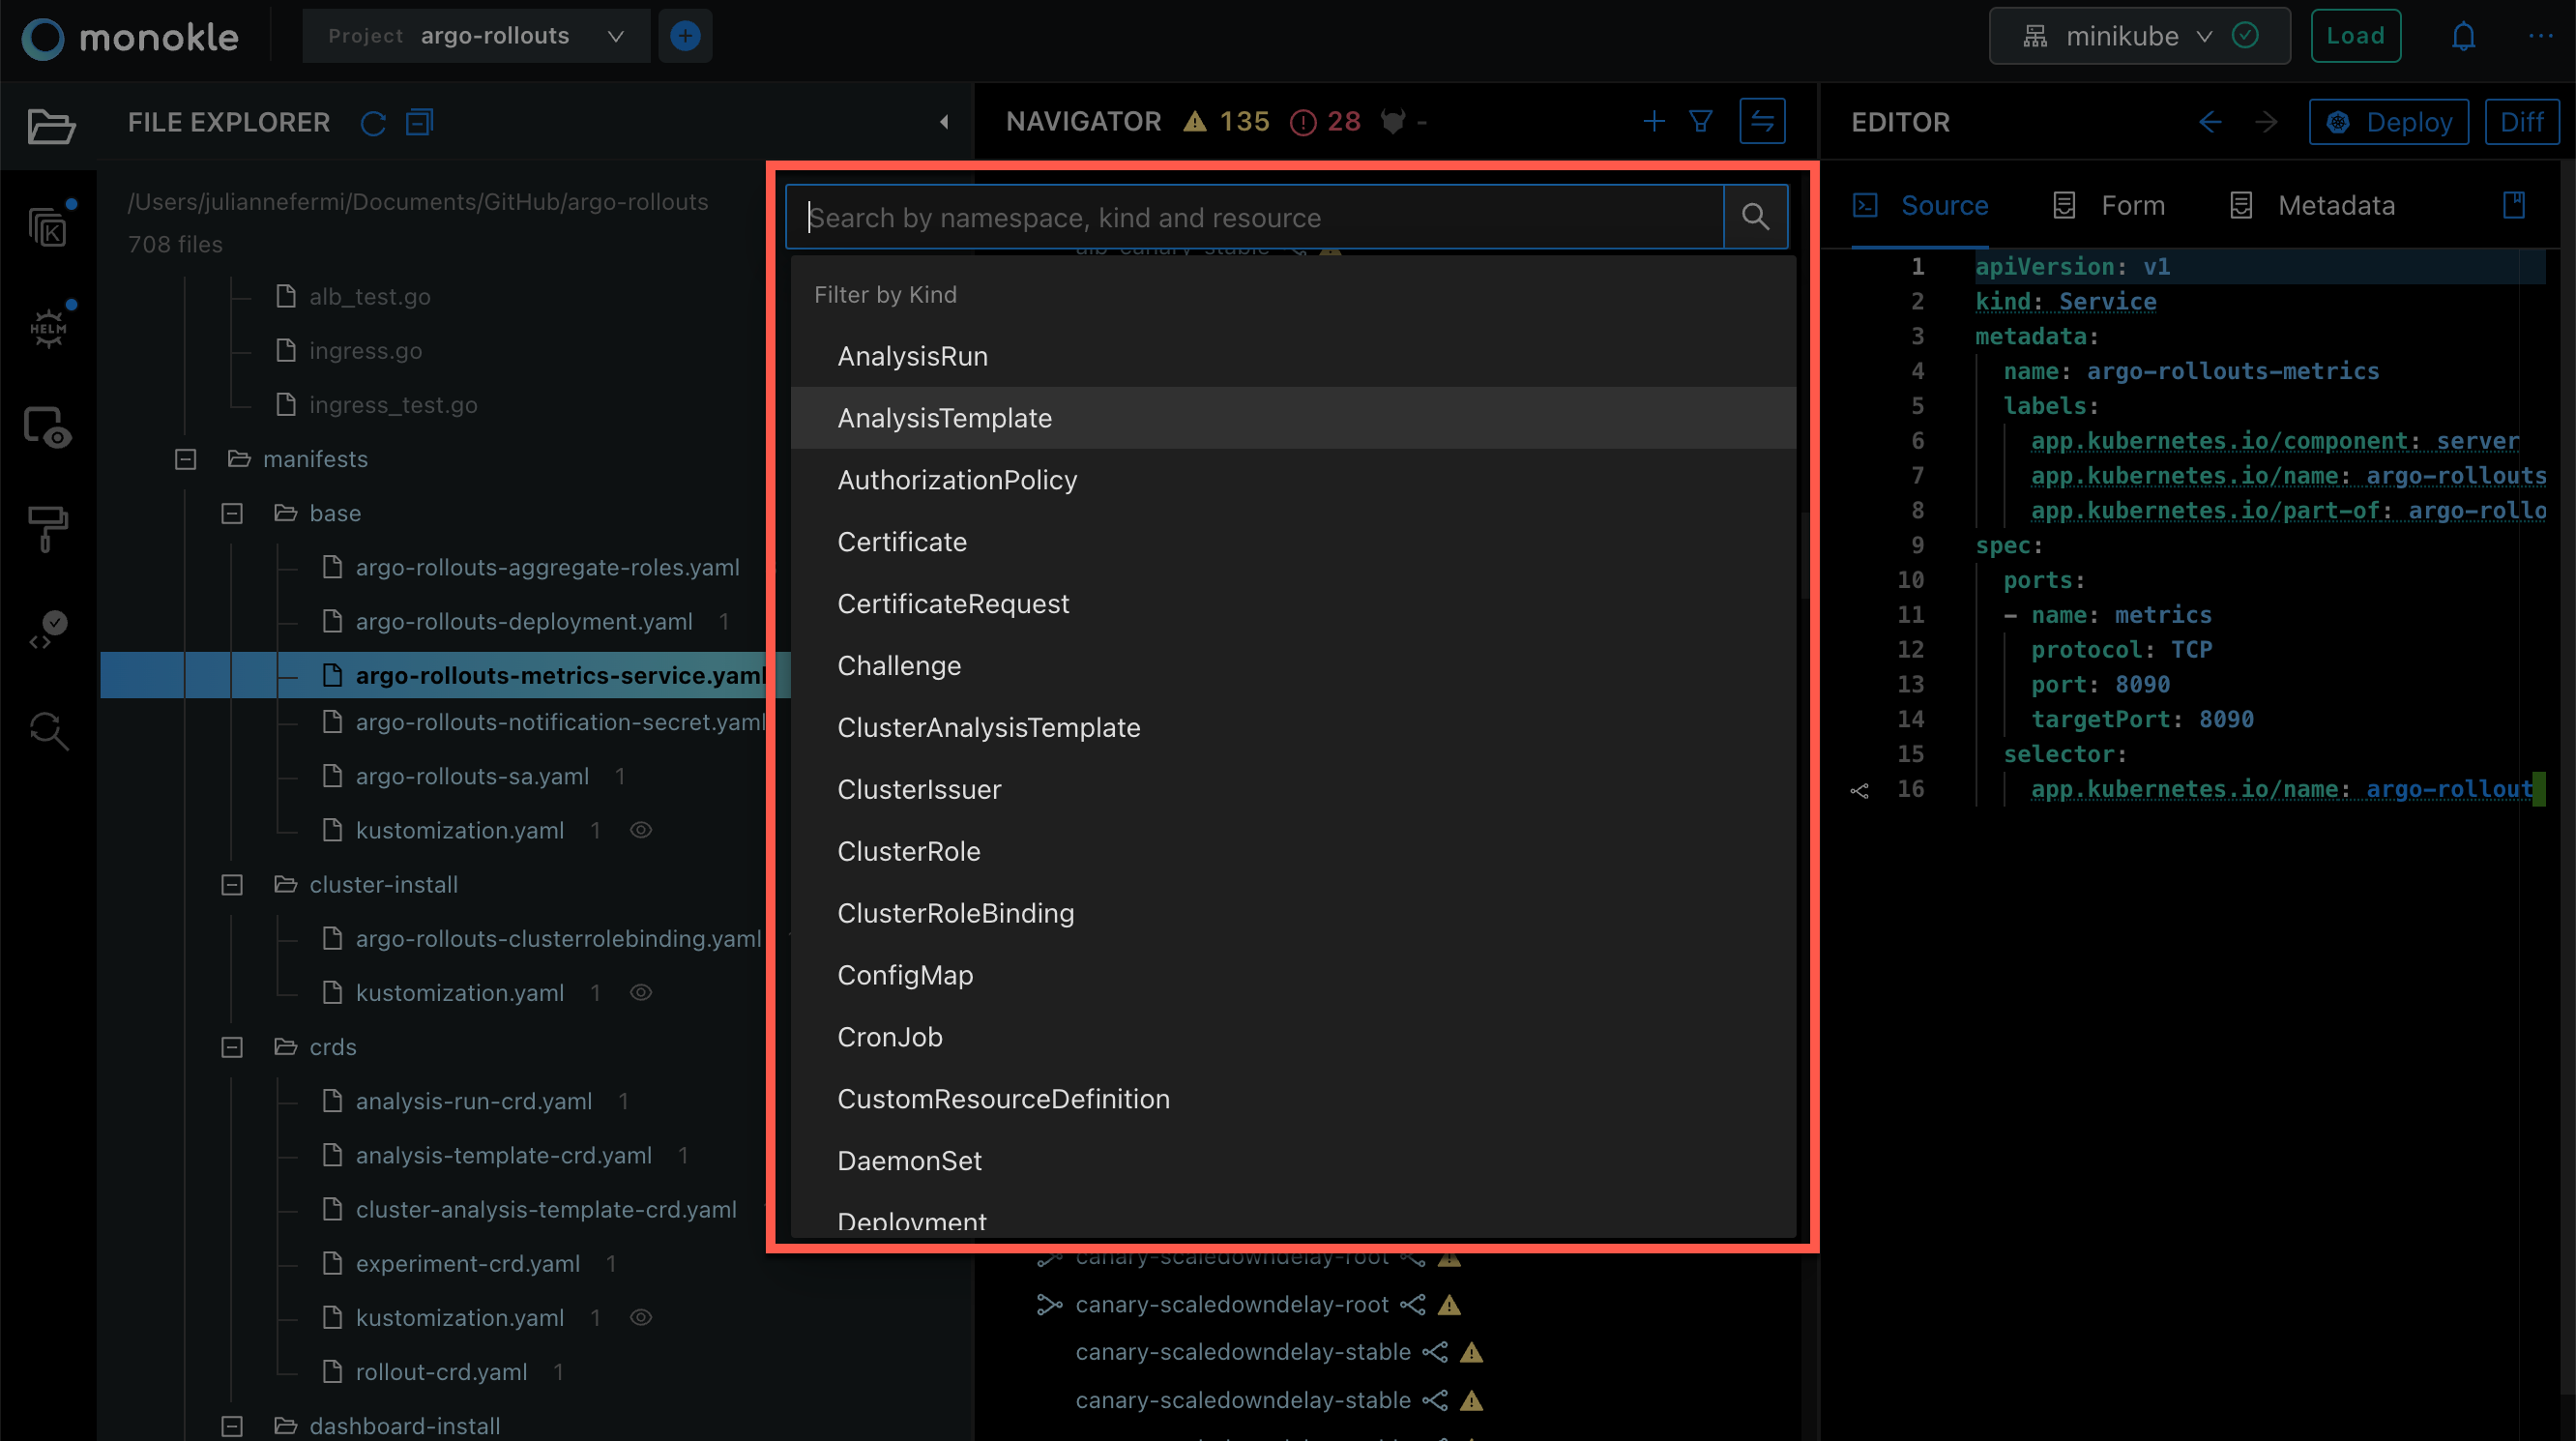 monokle
Project argo-rollouts
minikube
Load
FILE EXPLORER
/Users/juliannefermi/Documents/GitHub/argo-rollouts
708 files
alb_test.go
ingress.go
ingress_test.go
manifests
base
argo-rollouts-aggregate-roles.yaml
argo-rollouts-deployment.yaml 1
argo-rollouts-metrics-service.yaml
argo-rollouts-notification-secret.yaml
argo-rollouts-sa.yaml 1
kustomization.yaml 1
cluster-install
argo-rollouts-clusterrolebinding.yaml
kustomization.yaml 1
crds
analysis-run-crd.yaml 1
analysis-template-crd.yaml 1
cluster-analysis-template-crd.yaml
experiment-crd.yaml 1
kustomization.yaml 1
rollout-crd.yaml 1
dashboard-install
HELM
K
NAVIGATOR 135 28 -
Search by namespace, kind and resource
alb-canary-stable
Filter by Kind
AnalysisRun
AnalysisTemplate
AuthorizationPolicy
Certificate
CertificateRequest
Challenge
ClusterAnalysisTemplate
ClusterIssuer
ClusterRole
ClusterRoleBinding
ConfigMap
CronJob
CustomResourceDefinition
DaemonSet
Deployment
canary-scaledowndelay-root
canary-scaledowndelay-root
canary-scaledowndelay-stable
canary-scaledowndelay-stable
EDITOR
Deploy
Diff
Source
Form
Metadata
1 apiVersion: v1
2 kind: Service
3 metadata:
4 name: argo-rollouts-metrics
5 labels:
6 app.kubernetes.io/component: server
7 app.kubernetes.io/name: argo-rollouts
8 app.kubernetes.io/part-of: argo-rollo
9 spec:
10 ports:
11 - name: metrics
12 protocol: TCP
13 port: 8090
14 targetPort: 8090
15 selector:
16 app.kubernetes.io/name: argo-rollout